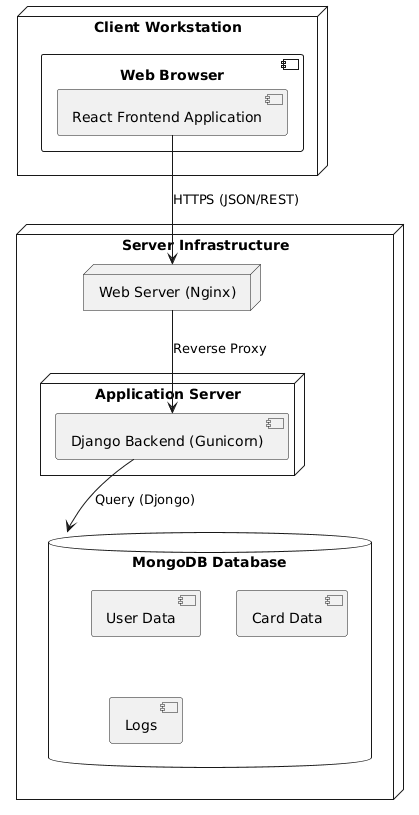 Client Workstation
Web Browser
React Frontend Application
HTTPS (JSON/REST)
Server Infrastructure
Web Server (Nginx)
Reverse Proxy
Application Server
Django Backend (Gunicorn)
Query (Djongo)
MongoDB Database
User Data
Card Data
Logs